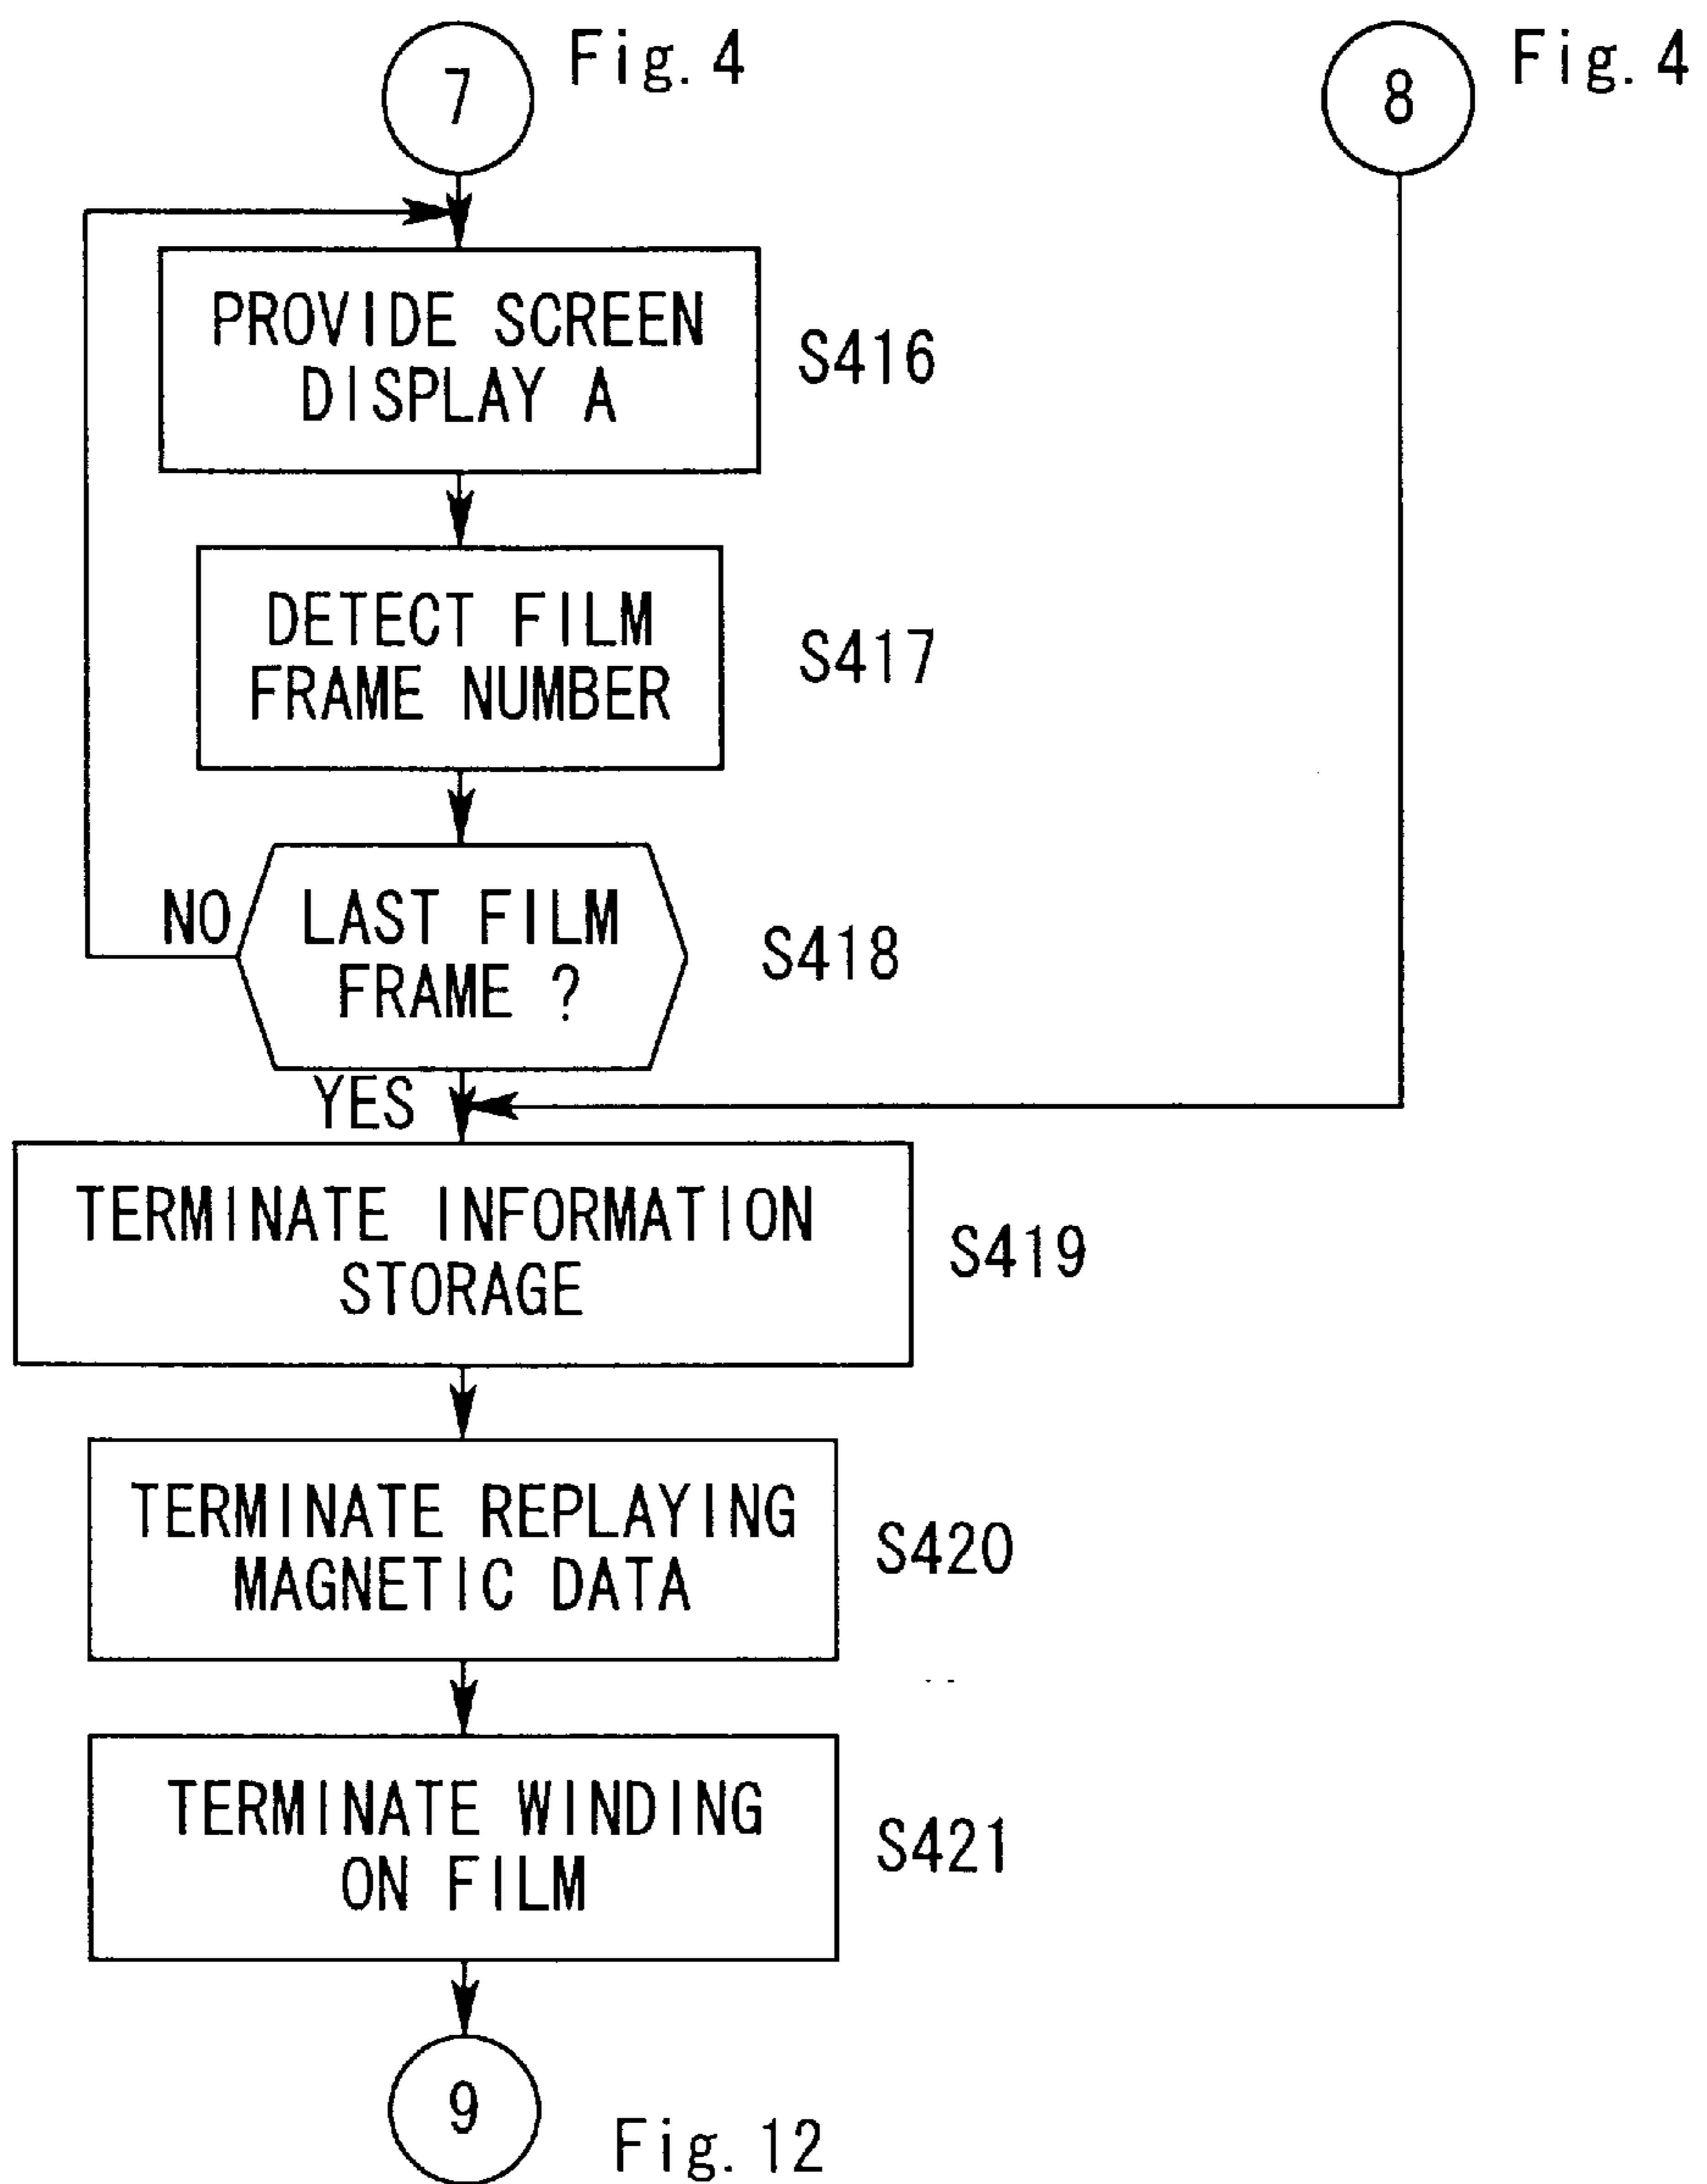 7
Fig. 4
8
Fig. 4
PROVIDE SCREEN
DISPLAY A
S416
DETECT FILM
FRAME NUMBER
S417
NO
LAST FILM
FRAME ?
S418
YES
TERMINATE INFORMATION
STORAGE
S419
TERMINATE REPLAYING
MAGNETIC DATA
S420
TERMINATE WINDING
ON FILM
S421
9
Fig. 12